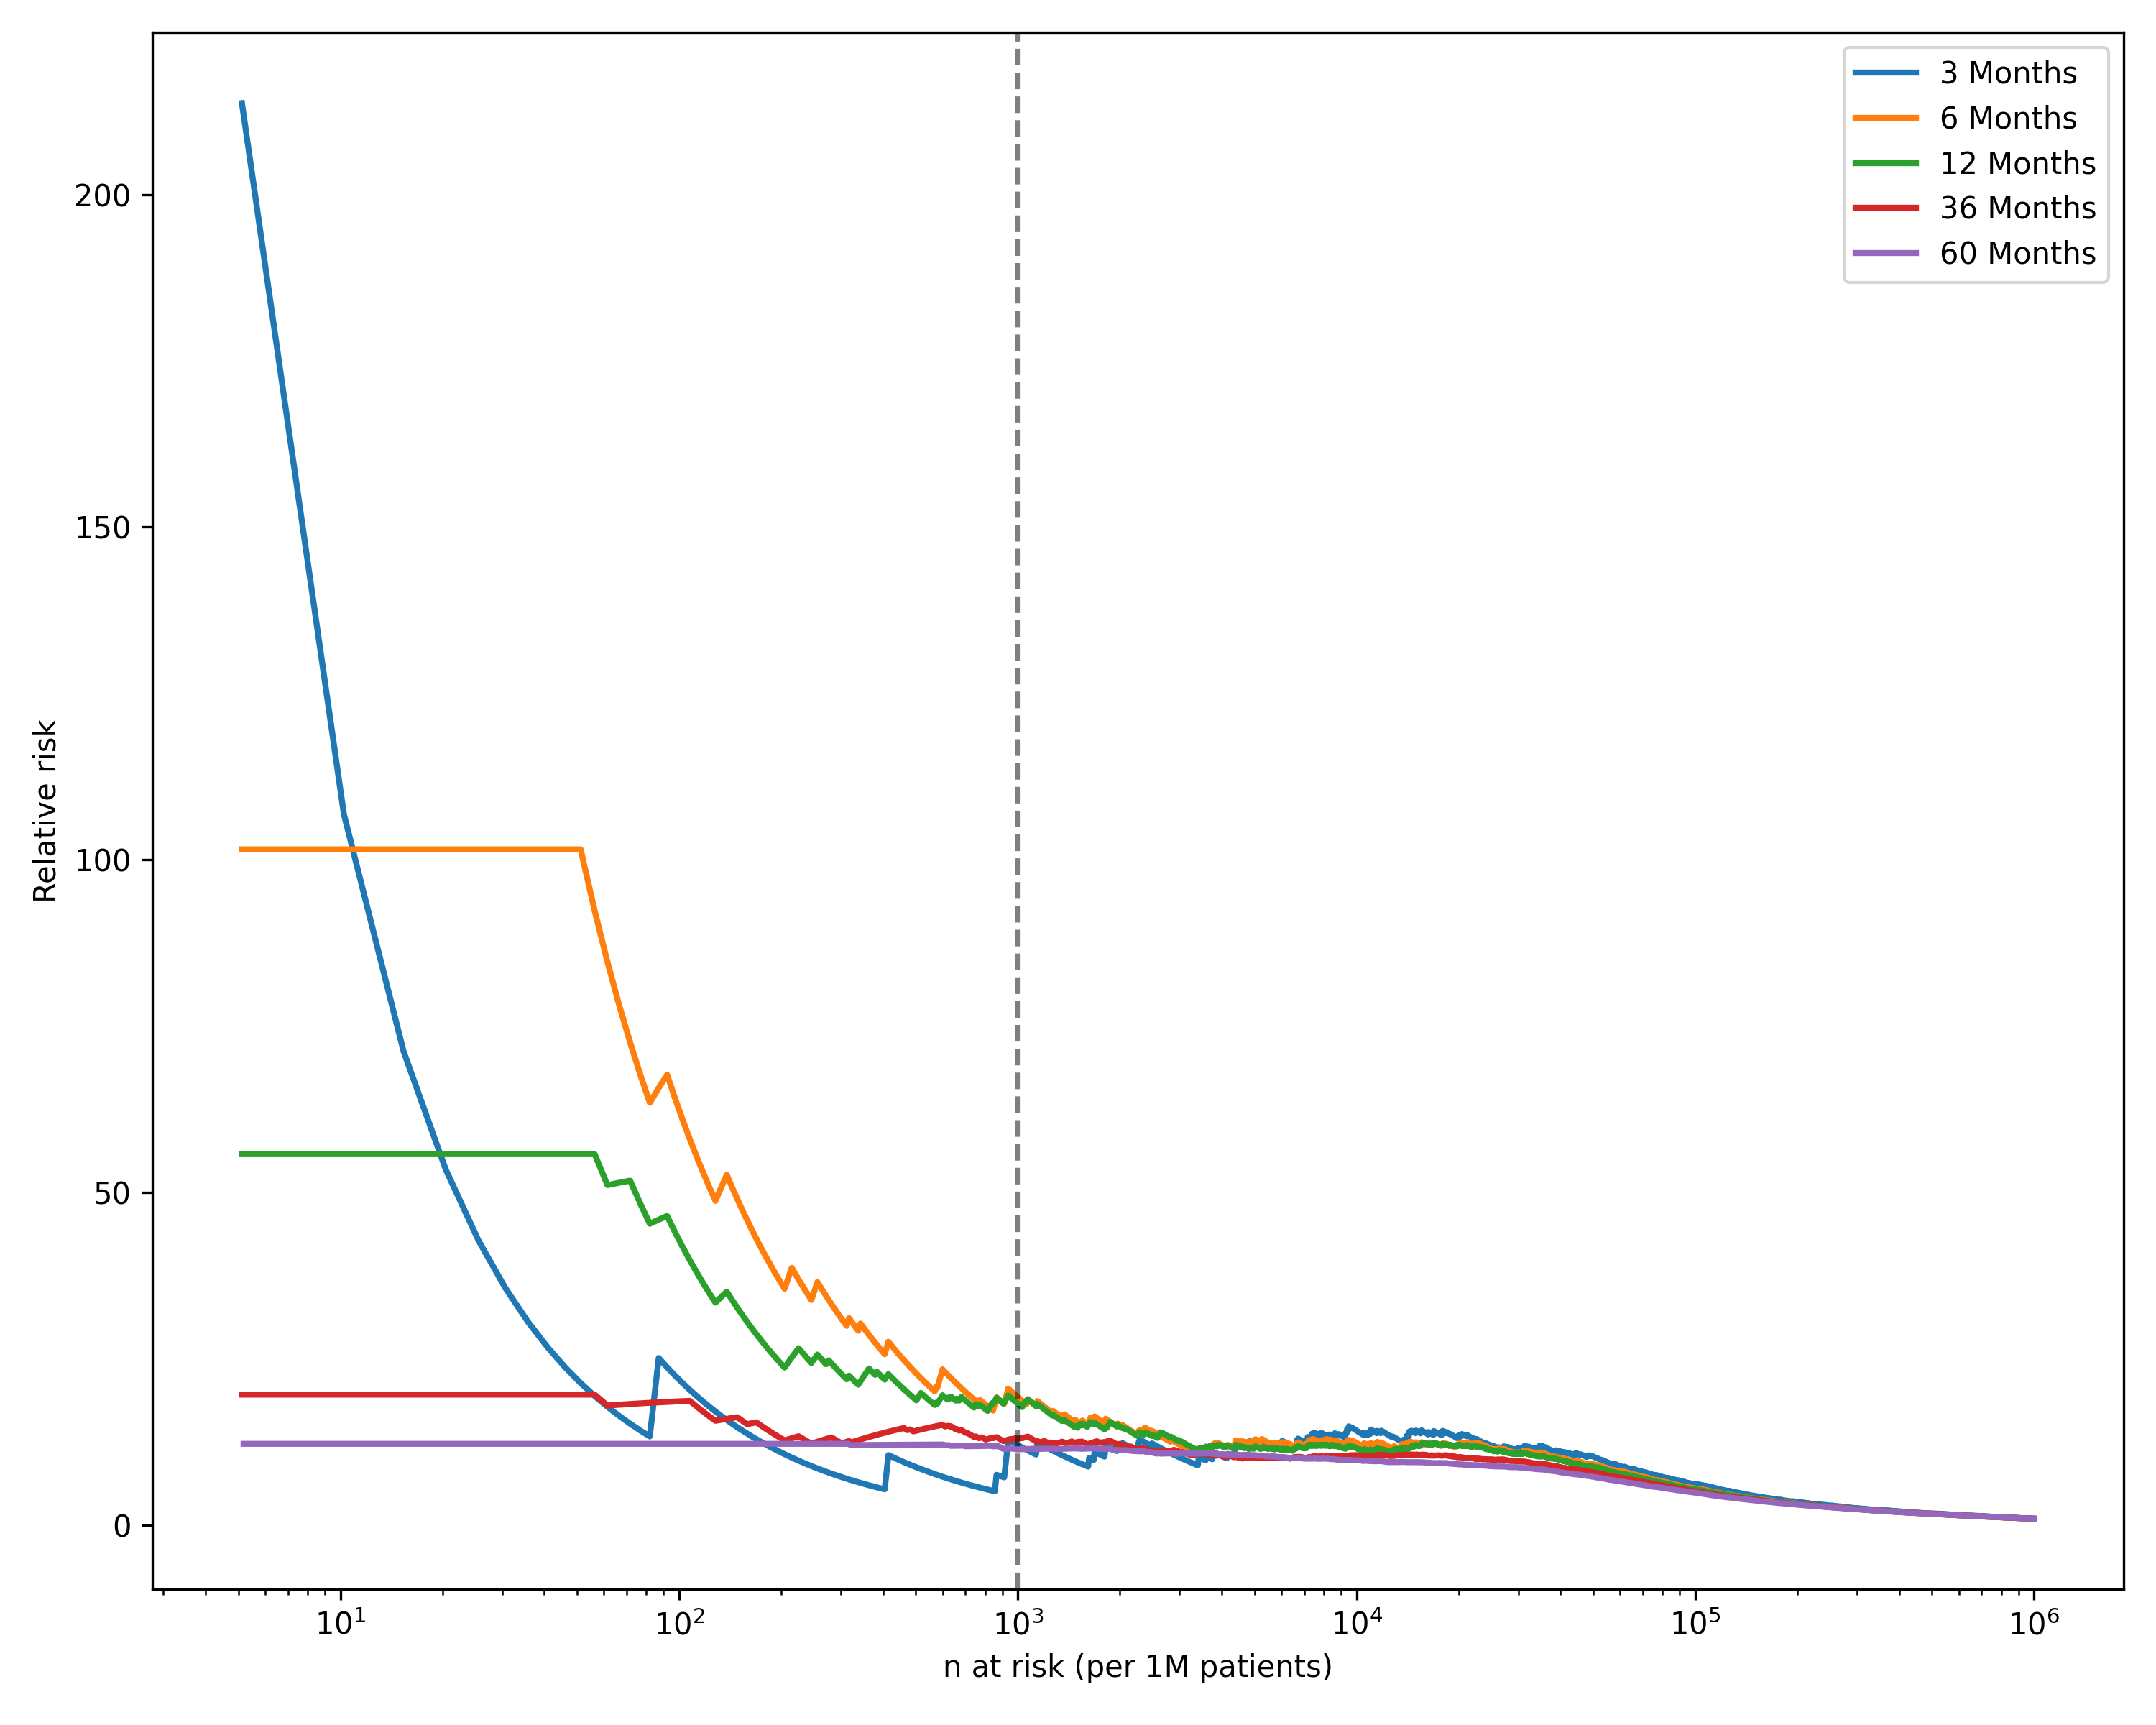 3 Months
6 Months
12 Months
36 Months
60 Months
200
150
100
50
0
Relative risk
10¹ 10² 10³ 10⁴ 10⁵ 10⁶
n at risk (per 1M patients)